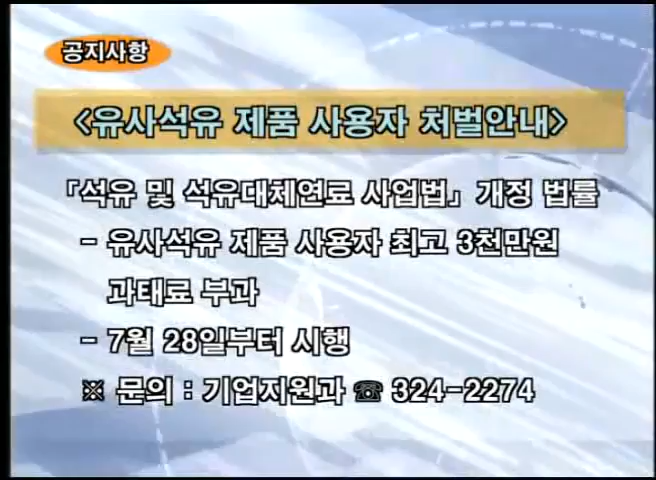 공지사항
<유사석유 제품 사용자 처벌안내>
「석유 및 석유대체연료 사업법」 개정 법률
- 유사석유 제품 사용자 최고 3천만원
과태료 부과
- 7월 28일부터 시행
※ 문의 : 기업지원과 ☎ 324-2274